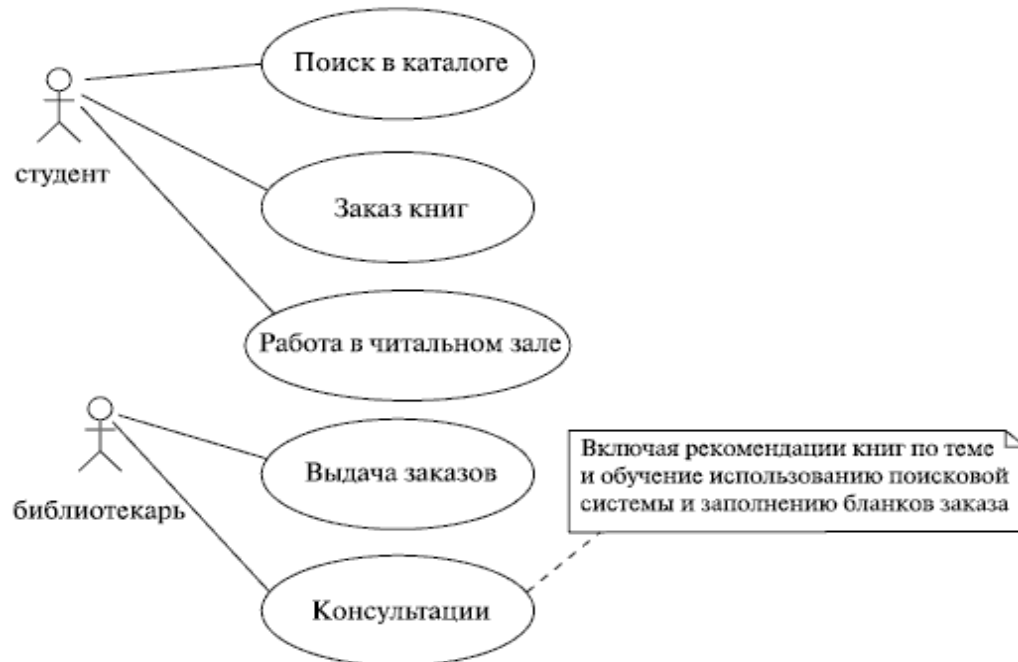 Поиск в каталоге
студент
Заказ книг
Работа в читальном зале
Выдача заказов
библиотекарь
Включая рекомендации книг по теме
и обучение использованию поисковой
системы и заполнению бланков заказа
Консультации